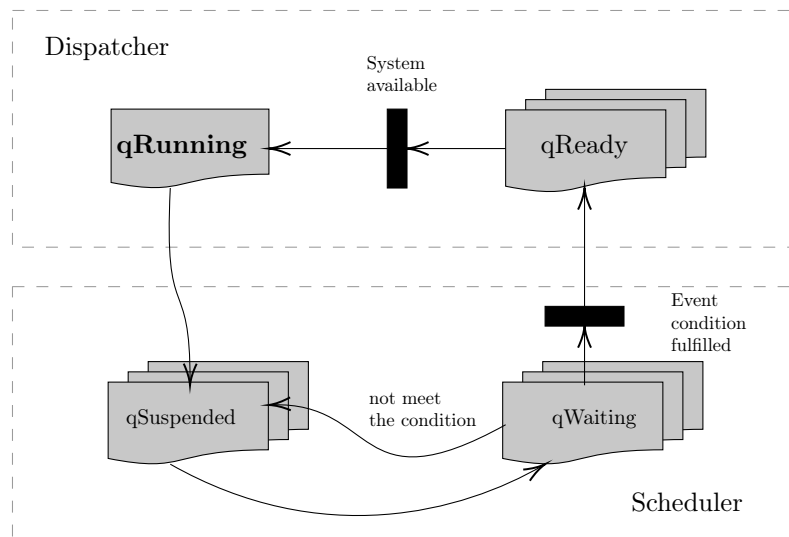 Dispatcher
System
available
qRunning
qReady
Event
condition
fulfilled
not meet
the condition
qSuspended
qWaiting
Scheduler